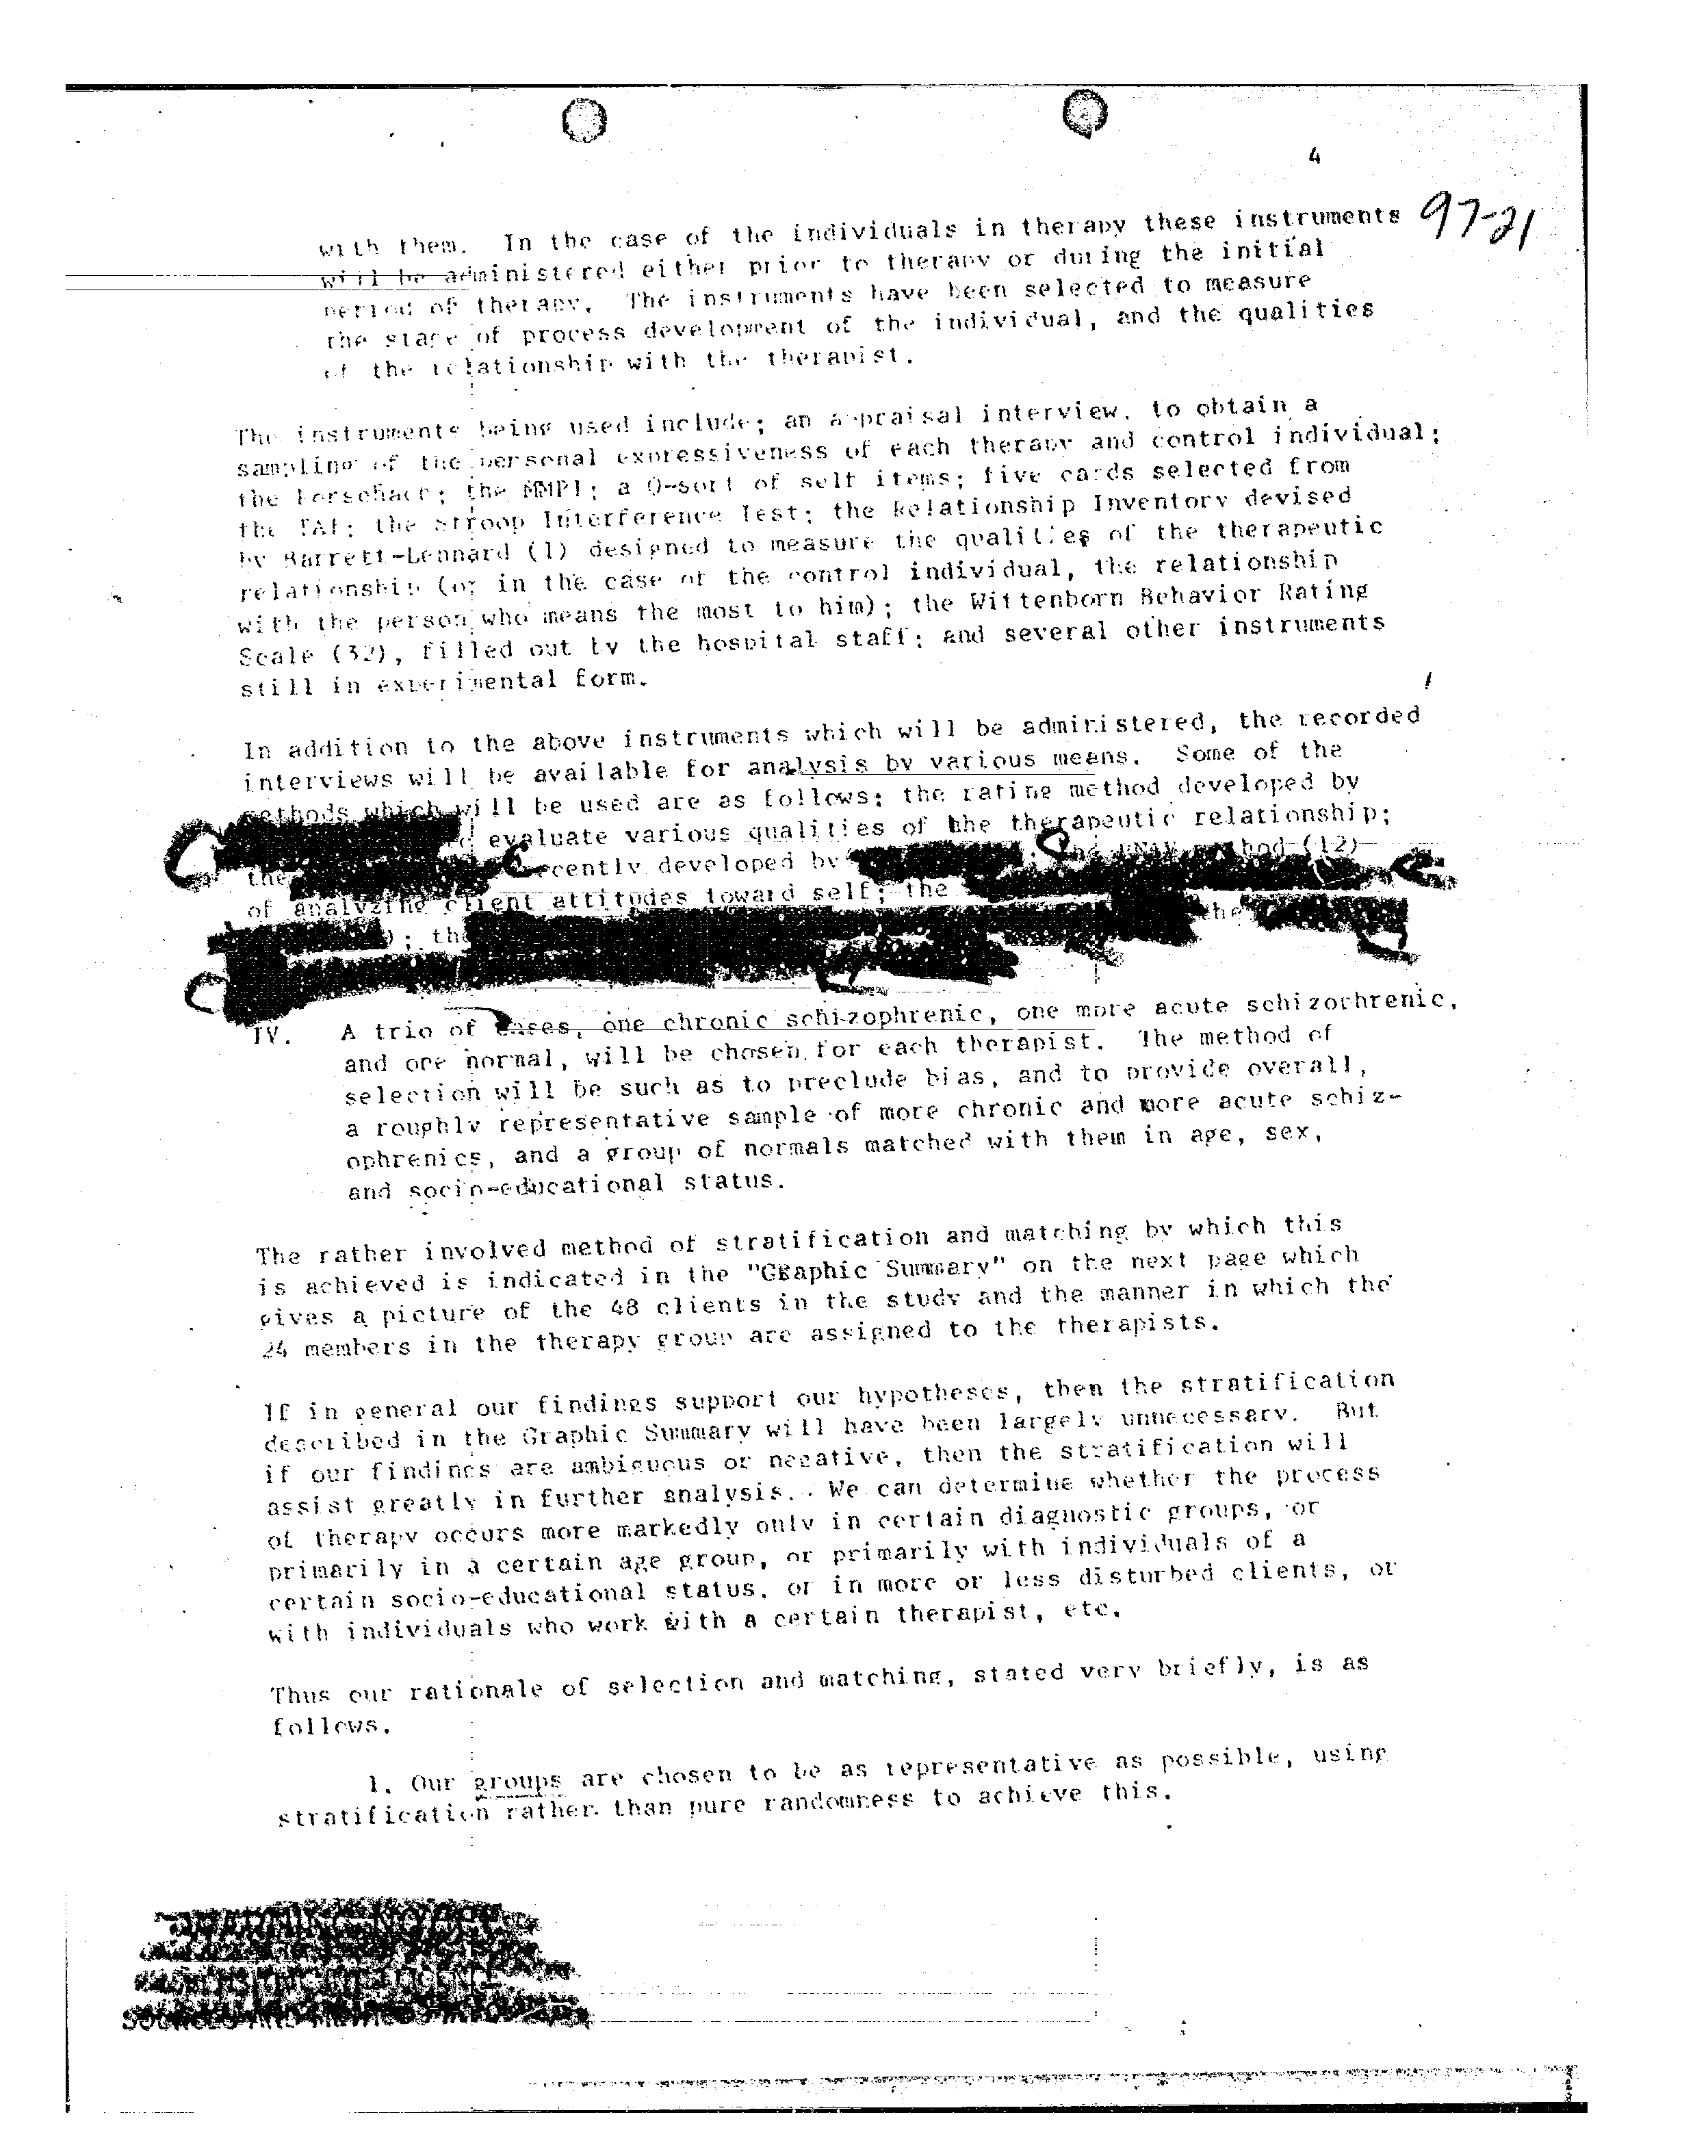 4
97-21
with them. In the case of the individuals in therapy these instruments
will be administered either prior to therapy or during the initial
period of therapy. The instruments have been selected to measure
the stage of process development of the individual, and the qualities
of the relationship with the therapist.
The instruments being used include; an appraisal interview, to obtain a
sampling of the personal expressiveness of each therapy and control individual;
the Rorschach; the MMPI; a Q-sort of self items; five cards selected from
the TAT; the Stroop Interference Test; the Relationship Inventory devised
by Barrett-Lennard (1) designed to measure the qualities of the therapeutic
relationship (or in the case of the control individual, the relationship
with the person who means the most to him); the Wittenborn Behavior Rating
Scale (32), filled out by the hospital staff; and several other instruments
still in experimental form.
In addition to the above instruments which will be administered, the recorded
interviews will be available for analysis by various means. Some of the
methods which will be used are as follows: the rating method developed by
evaluate various qualities of the therapeutic relationship;
the recently developed by (12)
of analyzing client attitudes toward self; the
the
); the
IV. A trio of cases, one chronic schizophrenic, one more acute schizophrenic,
and one normal, will be chosen for each therapist. The method of
selection will be such as to preclude bias, and to provide overall,
a roughly representative sample of more chronic and more acute schiz-
ophrenics, and a group of normals matched with them in age, sex,
and socio-educational status.
The rather involved method of stratification and matching by which this
is achieved is indicated in the "GRaphic Summary" on the next page which
gives a picture of the 48 clients in the study and the manner in which the
24 members in the therapy group are assigned to the therapists.
If in general our findings support our hypotheses, then the stratification
described in the Graphic Summary will have been largely unnecessary. But
if our findings are ambiguous or negative, then the stratification will
assist greatly in further analysis. We can determine whether the process
of therapy occurs more markedly only in certain diagnostic groups, or
primarily in a certain age group, or primarily with individuals of a
certain socio-educational status, or in more or less disturbed clients, or
with individuals who work with a certain therapist, etc.
Thus our rationale of selection and matching, stated very briefly, is as
follows.
1. Our groups are chosen to be as representative as possible, using
stratification rather than pure randomness to achieve this.